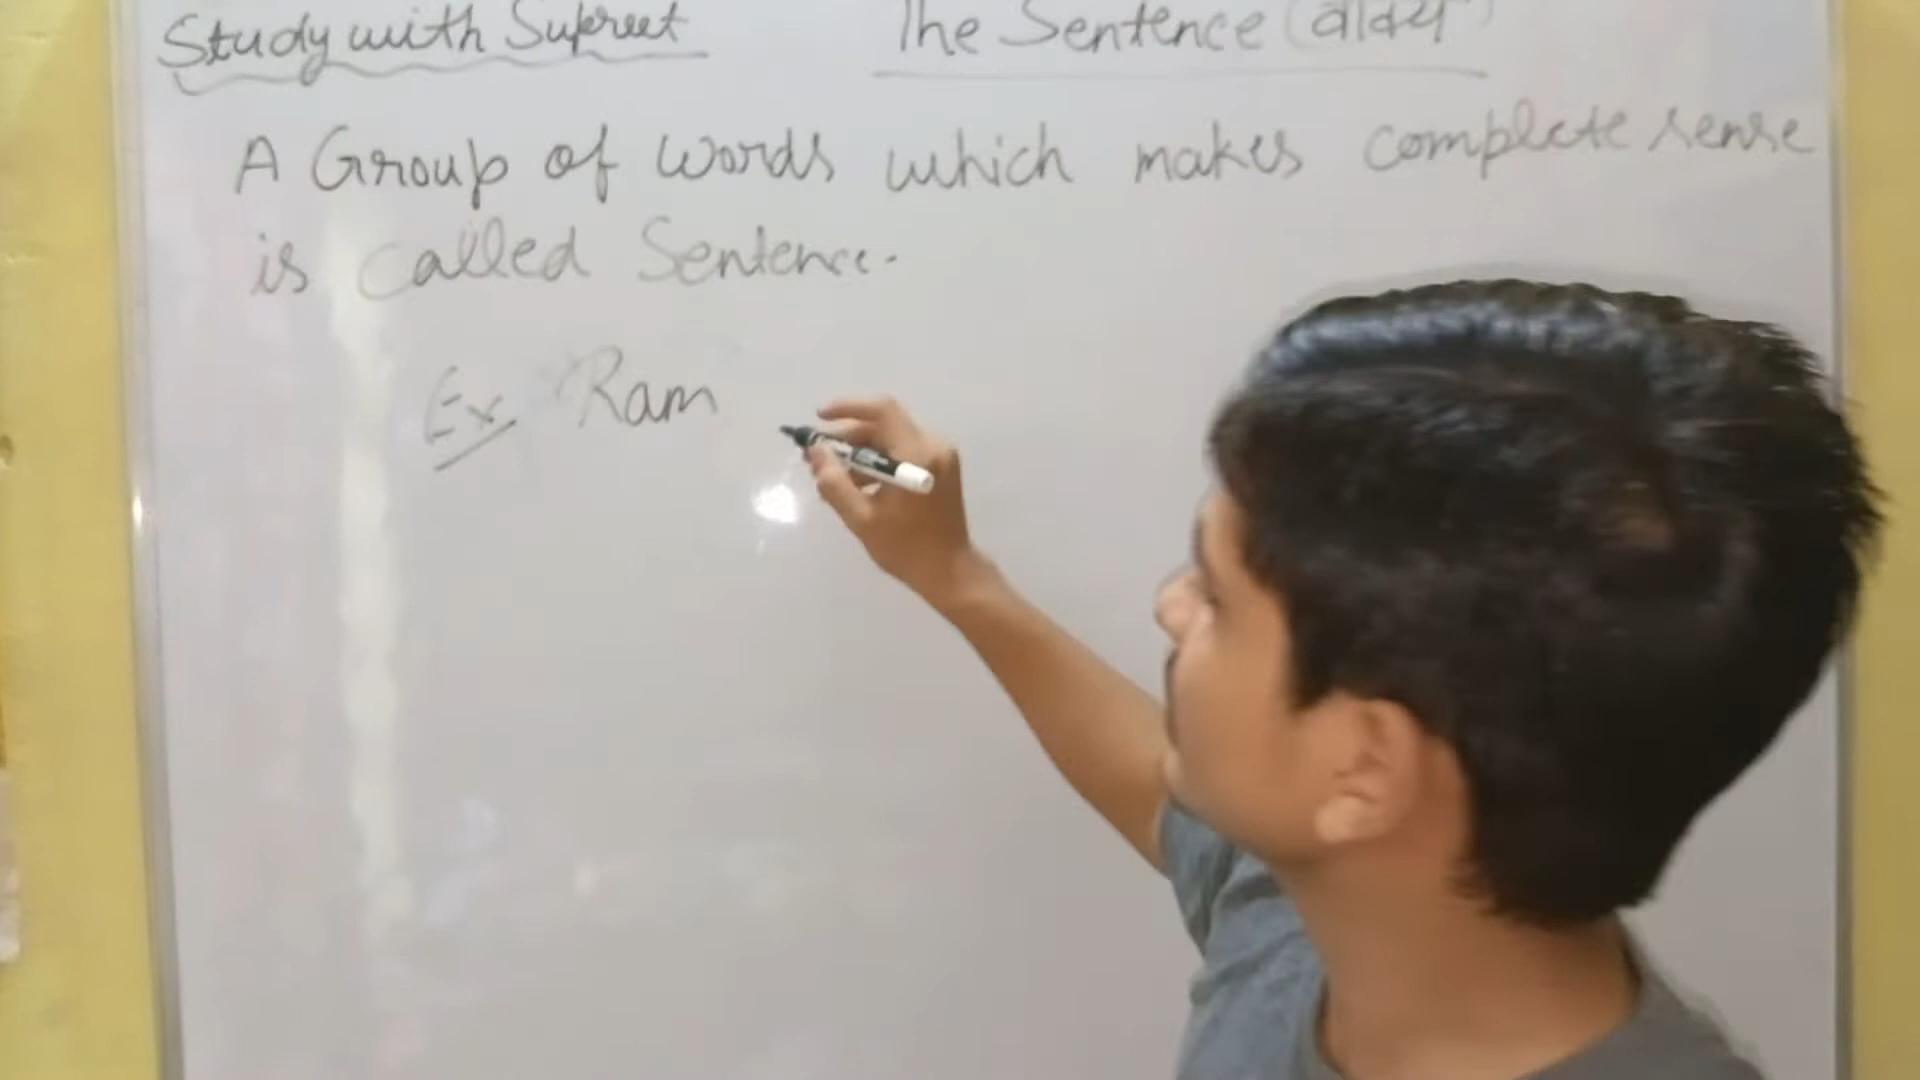 Study with Supreet
The Sentence (वाक्य)
A Group of words which makes complete sense
is called Sentence.
Ex Ram